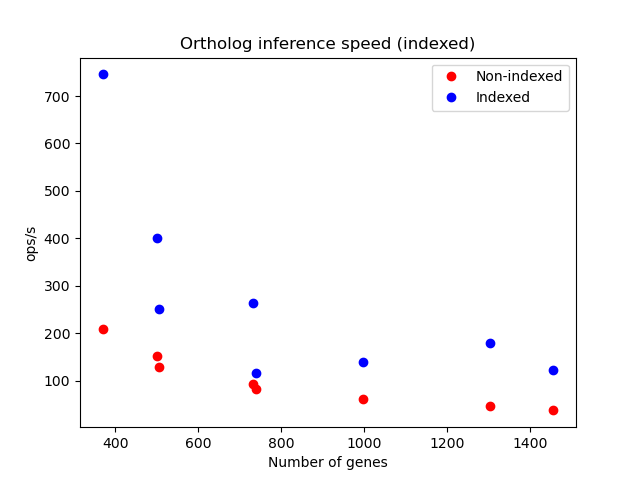 Ortholog inference speed (indexed)
Non-indexed
Indexed
700
600
500
400
300
200
100
ops/s
400 600 800 1000 1200 1400
Number of genes